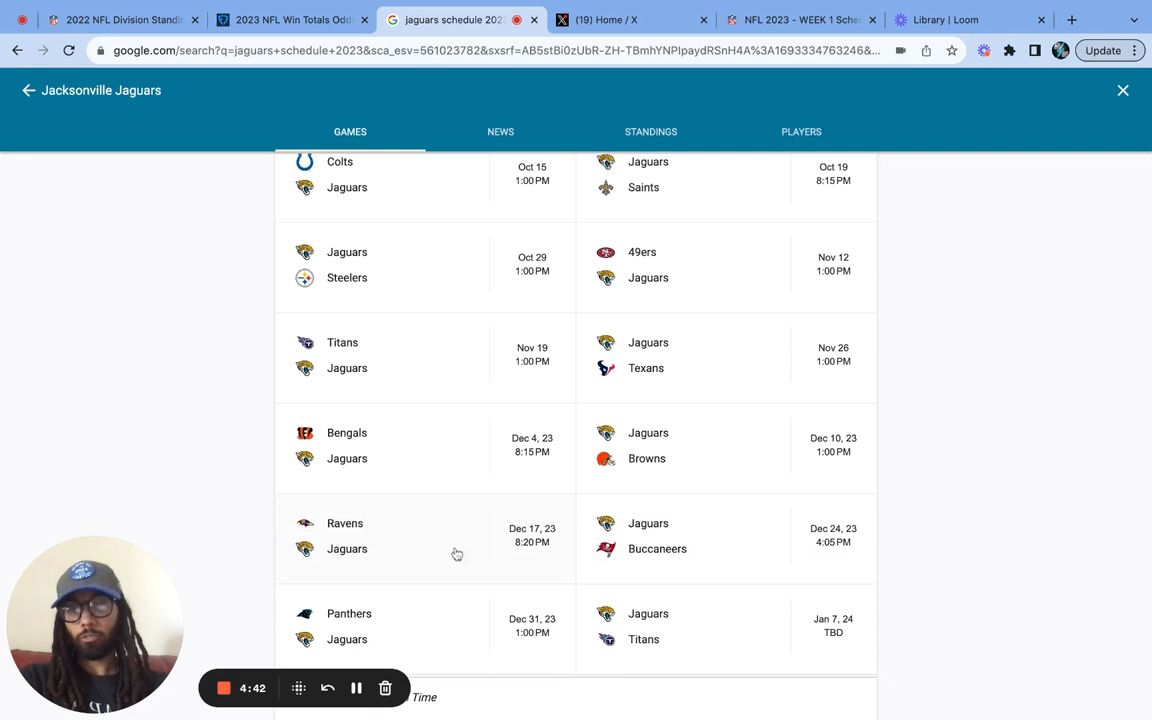 2022 NFL Division Standi
2023 NFL Win Totals Odd
jaguars schedule 202
(19) Home / X
NFL 2023 - WEEK 1 Sche
Library | Loom
google.com/search?q=jaguars+schedule+2023&sca_esv=561023782&sxsrf=AB5stBi0zUbR-ZH-TBmhYNPlpaydRSnH4A%3A1693334763246&...
Update
Jacksonville Jaguars
GAMES
NEWS
STANDINGS
PLAYERS
Colts
Jaguars
Oct 15
1:00 PM
Jaguars
Saints
Oct 19
8:15 PM
Jaguars
Steelers
Oct 29
1:00 PM
49ers
Jaguars
Nov 12
1:00 PM
Titans
Jaguars
Nov 19
1:00 PM
Jaguars
Texans
Nov 26
1:00 PM
Bengals
Jaguars
Dec 4, 23
8:15 PM
Jaguars
Browns
Dec 10, 23
1:00 PM
Ravens
Jaguars
Dec 17, 23
8:20 PM
Jaguars
Buccaneers
Dec 24, 23
4:05 PM
Panthers
Jaguars
Dec 31, 23
1:00 PM
Jaguars
Titans
Jan 7, 24
TBD
4:42
Time